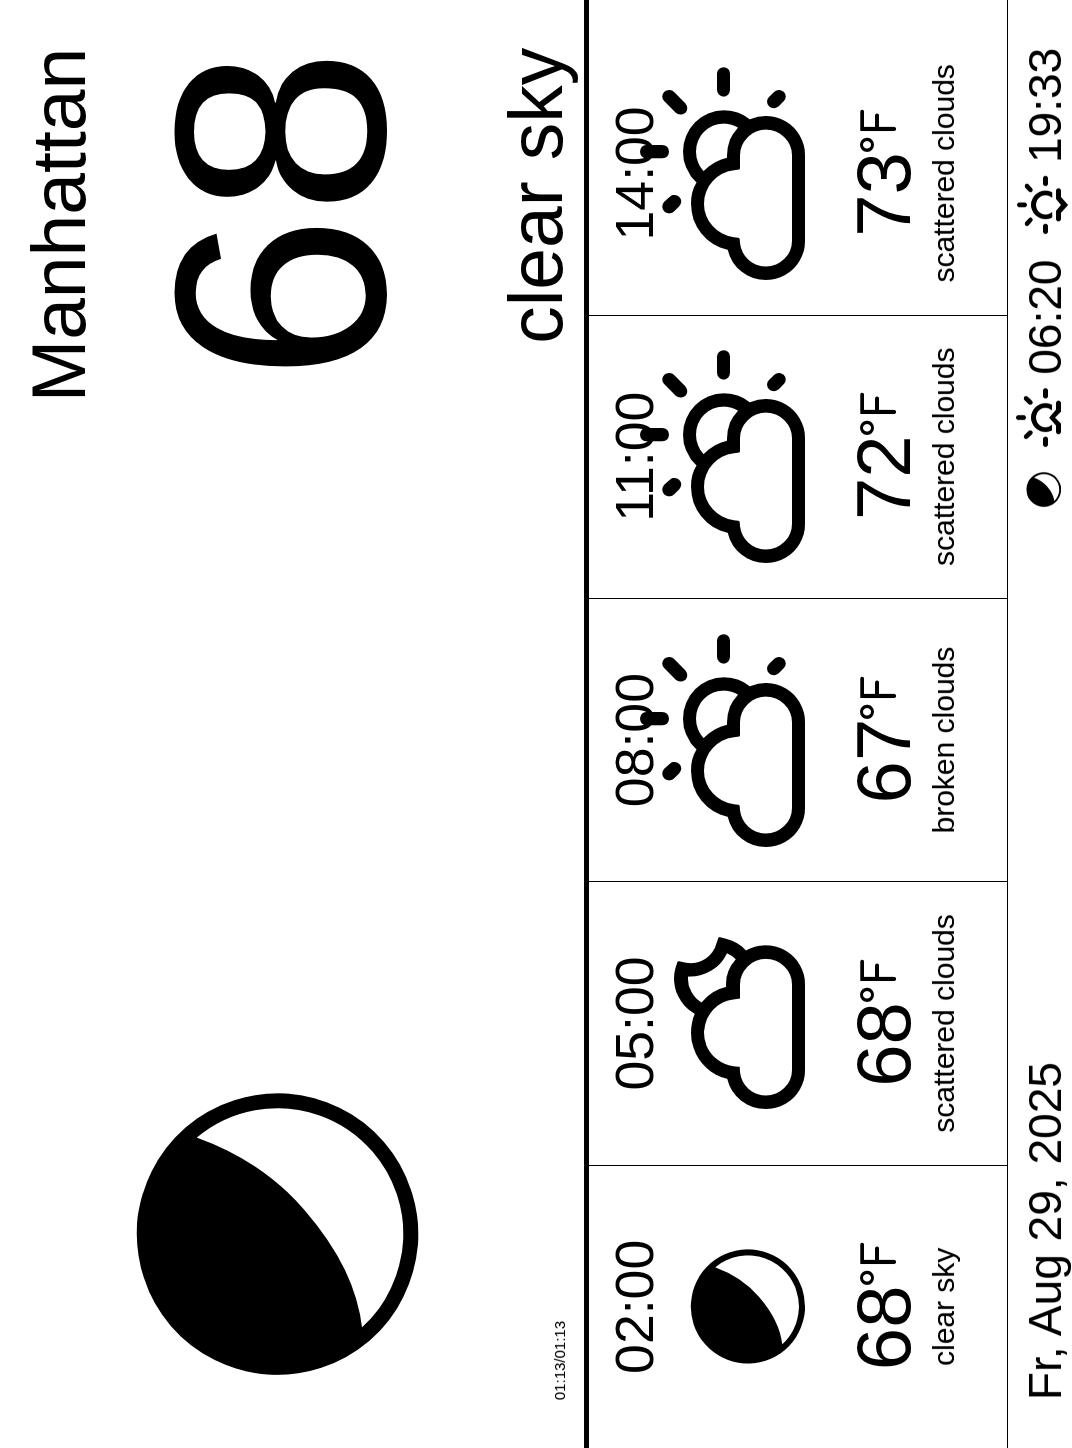 Manhattan
68
clear sky
01:13/01:13
02:00 05:00 08:00 11:00 14:00
68°F 68°F 67°F 72°F 73°F
clear sky scattered clouds broken clouds scattered clouds scattered clouds
Fr, Aug 29, 2025 06:20 19:33